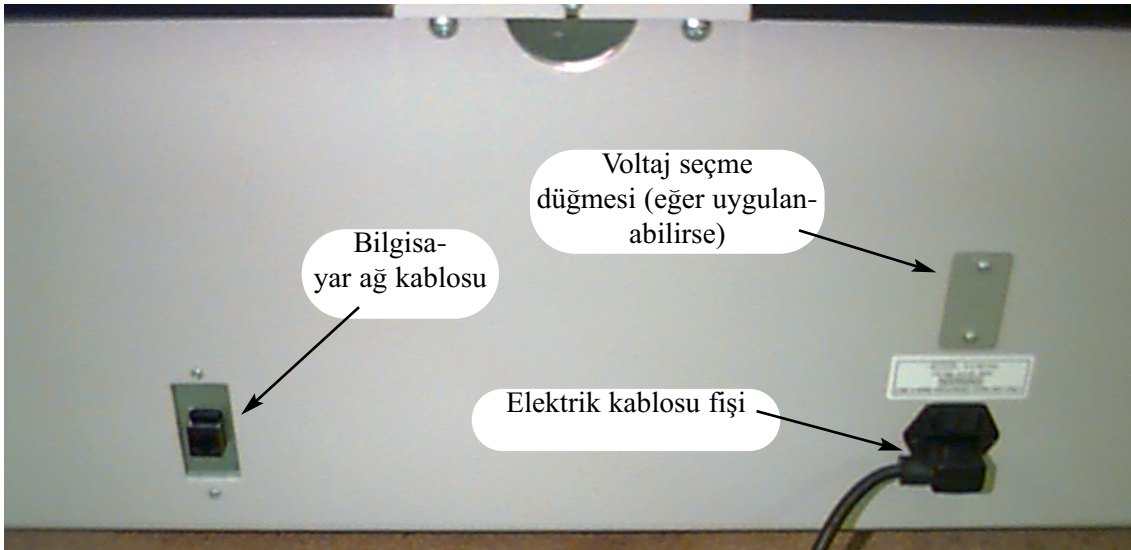 Voltaj seçme
düğmesi (eğer uygulan-
abilirse)
Bilgisa-
yar ağ kablosu
Elektrik kablosu fişi